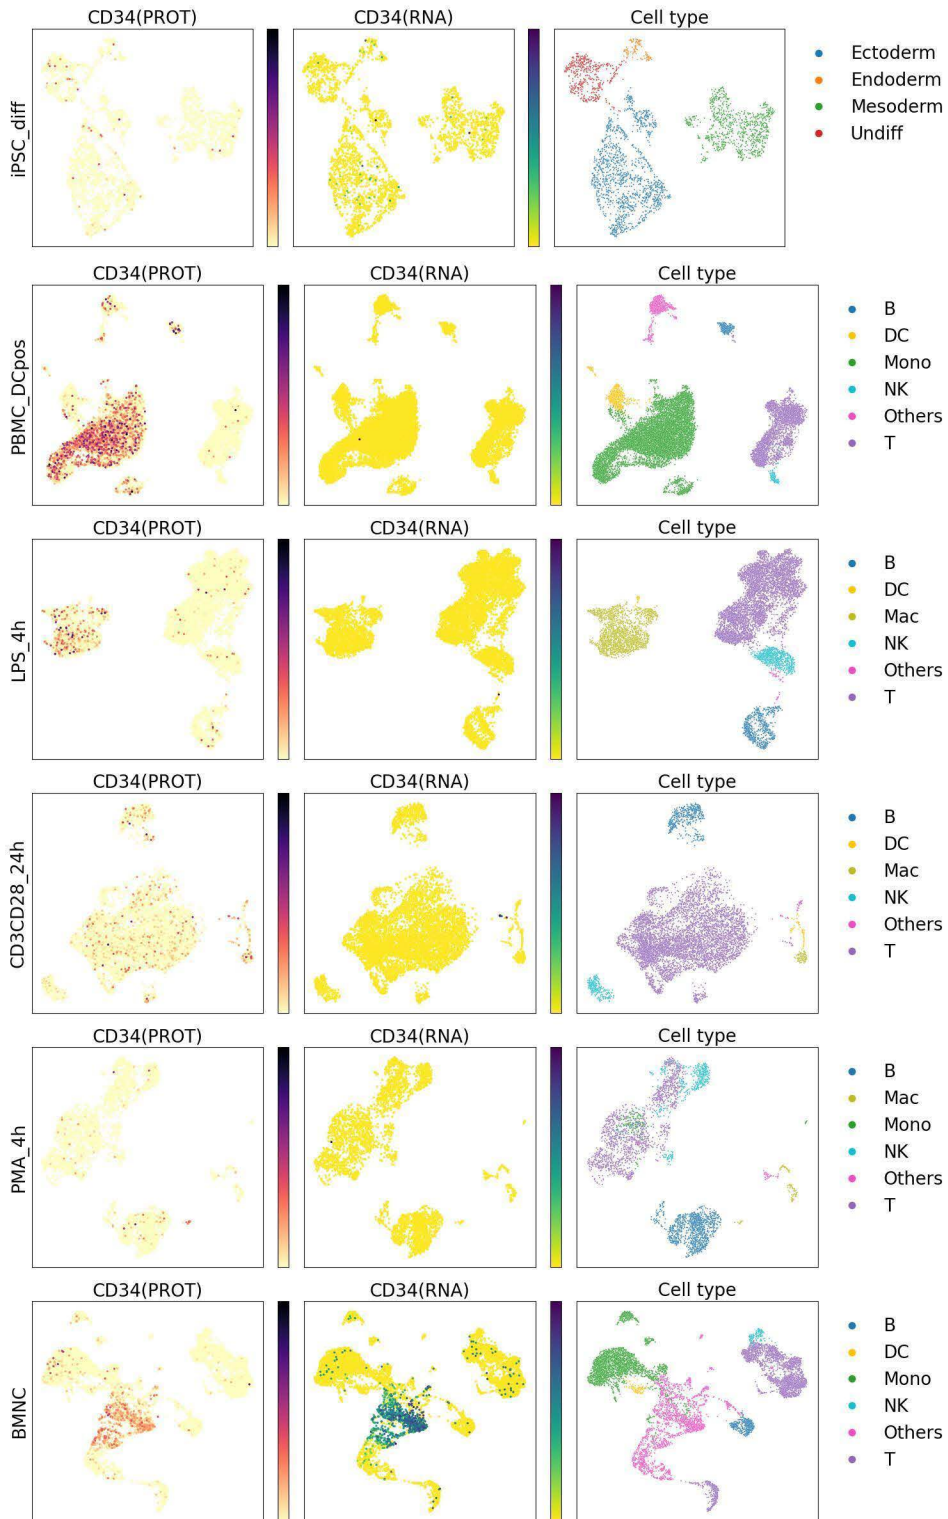 CD34(PROT) CD34(RNA) Cell type
iPSC_diff
Ectoderm
Endoderm
Mesoderm
Undiff
CD34(PROT) CD34(RNA) Cell type
PBMC_DCpos
B
DC
Mono
NK
Others
T
CD34(PROT) CD34(RNA) Cell type
LPS_4h
B
DC
Mac
NK
Others
T
CD34(PROT) CD34(RNA) Cell type
CD3CD28_24h
B
DC
Mac
NK
Others
T
CD34(PROT) CD34(RNA) Cell type
PMA_4h
B
Mac
Mono
NK
Others
T
CD34(PROT) CD34(RNA) Cell type
BMNC
B
DC
Mono
NK
Others
T